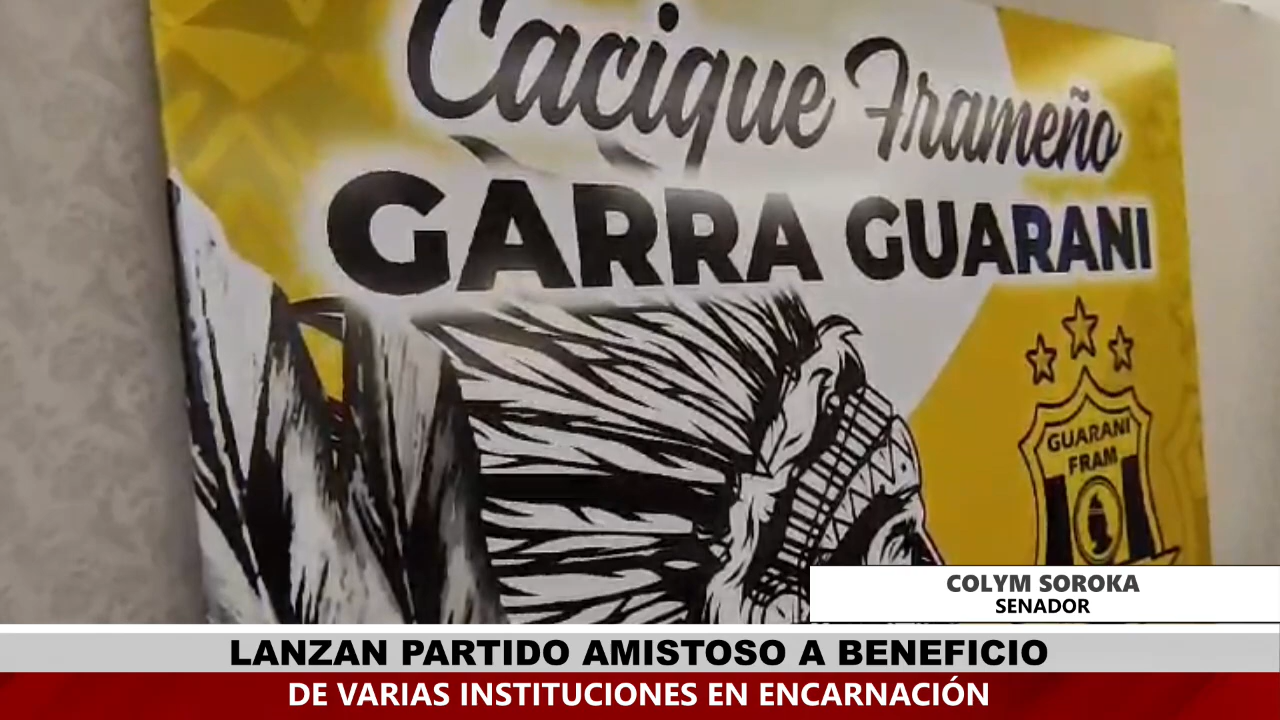 Cacique Frameño
GARRA GUARANI
GUARANI
FRAM
COLYM SOROKA
SENADOR
LANZAN PARTIDO AMISTOSO A BENEFICIO
DE VARIAS INSTITUCIONES EN ENCARNACIÓN